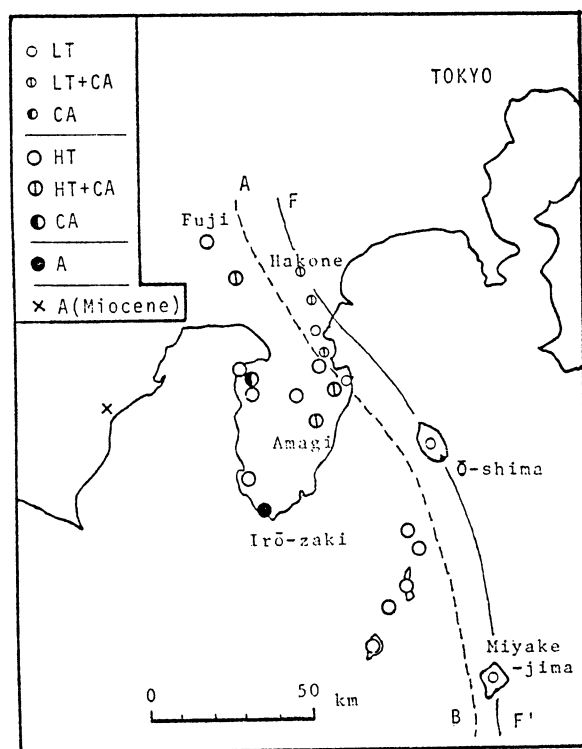 LT
LT+CA
CA
HT
HT+CA
CA
A
A(Miocene)
TOKYO
A
F
Fuji
Hakone
Amagi
Ō-shima
Irō-zaki
Miyake
-jima
0 50 km
B F'